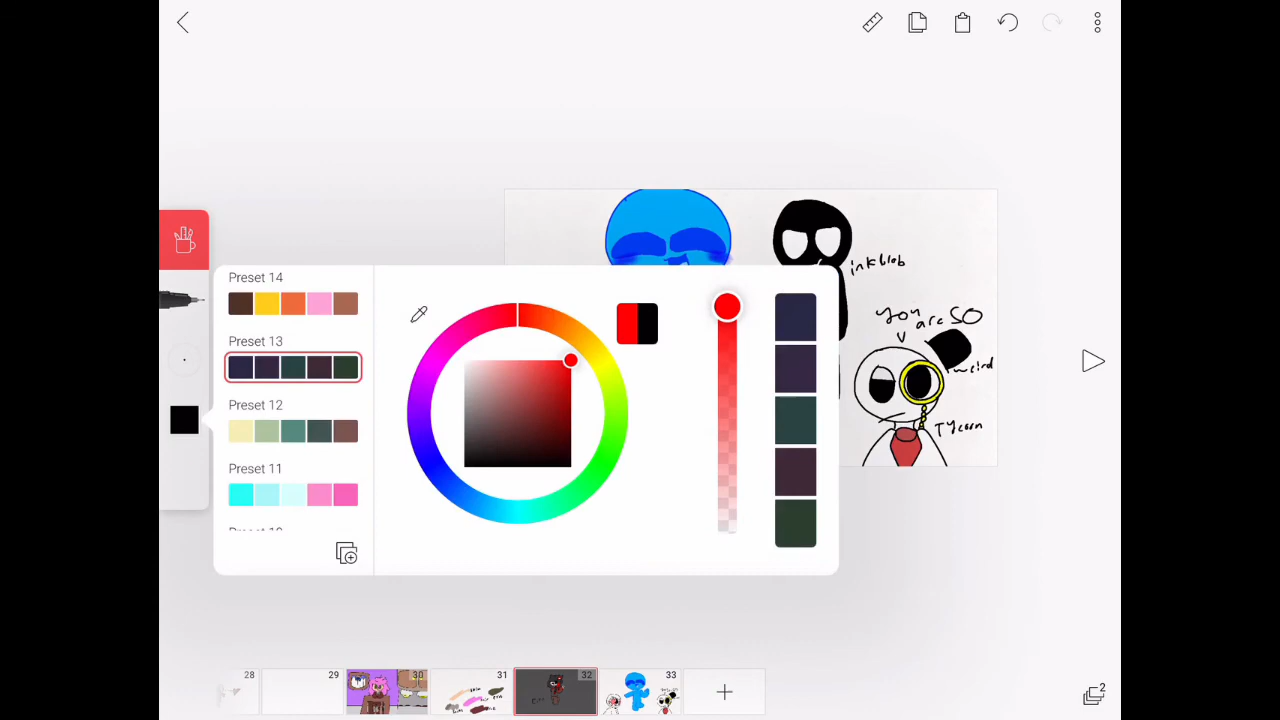 Preset 14
Preset 13
Preset 12
Preset 11
inkblob
you are SO
weird
TYcorn
28
29
30
31
32
33
2